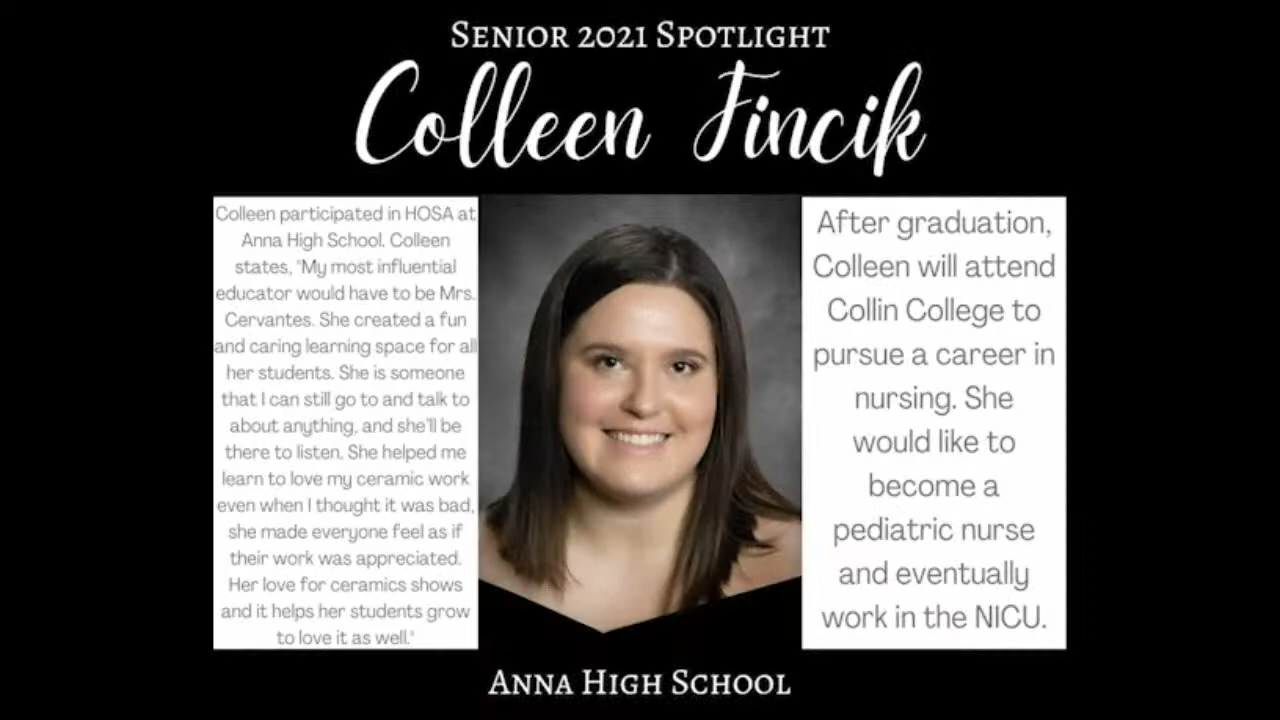 Senior 2021 Spotlight
Colleen Fincik
Colleen participated in HOSA at
Anna High School. Colleen
states, "My most influential
educator would have to be Mrs.
Cervantes. She created a fun
and caring learning space for all
her students. She is someone
that I can still go to and talk to
about anything, and she'll be
there to listen. She helped me
learn to love my ceramic work
even when I thought it was bad,
she made everyone feel as if
their work was appreciated.
Her love for ceramics shows
and it helps her students grow
to love it as well."
After graduation,
Colleen will attend
Collin College to
pursue a career in
nursing. She
would like to
become a
pediatric nurse
and eventually
work in the NICU.
Anna High School